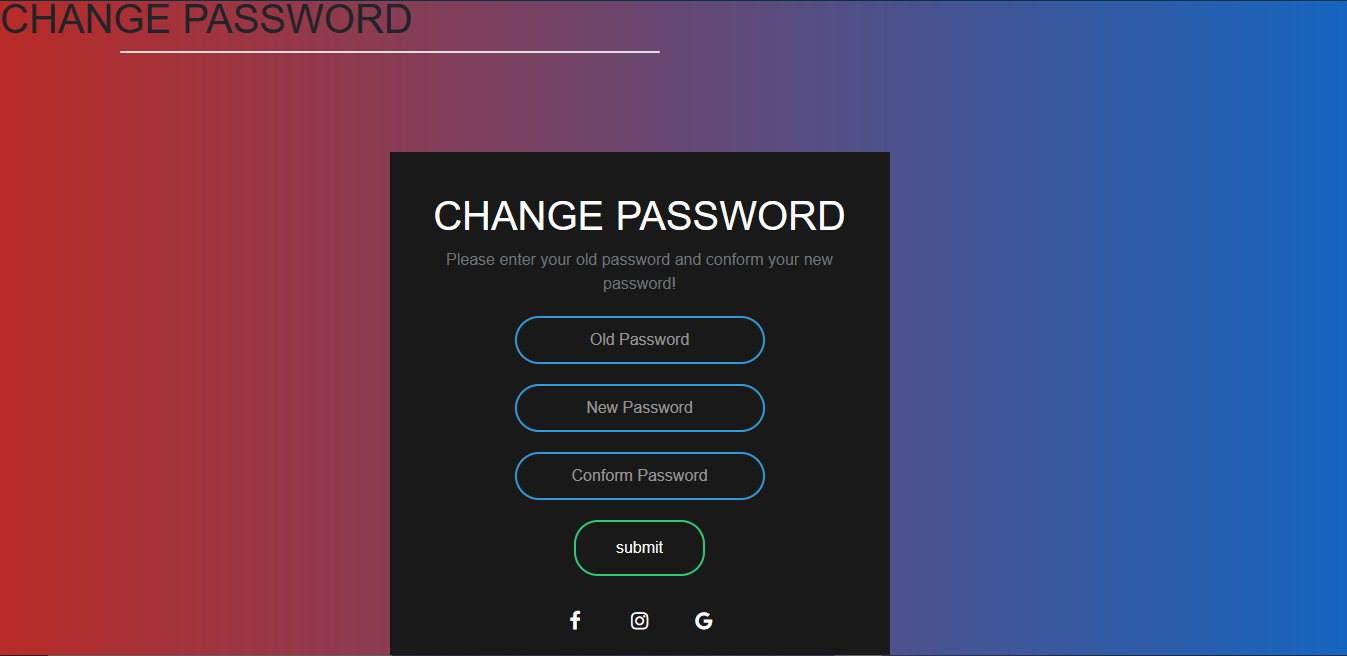 CHANGE PASSWORD
CHANGE PASSWORD
Please enter your old password and conform your new
password!
Old Password
New Password
Conform Password
submit